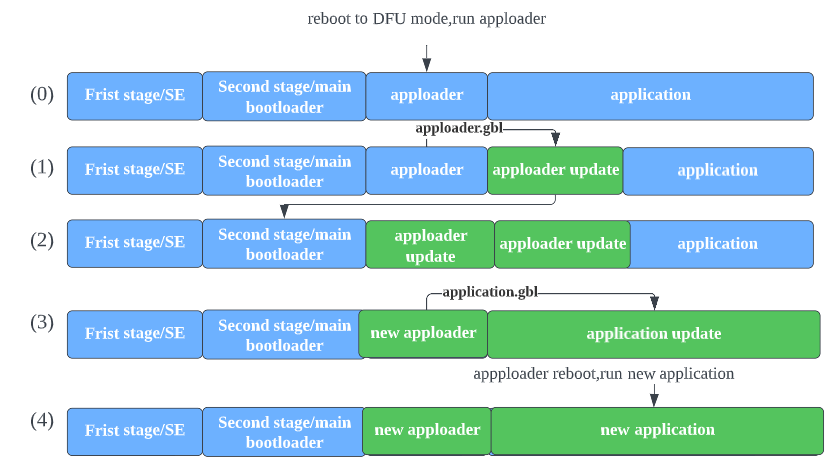 reboot to DFU mode,run apploader
(0)
Frist stage/SE
Second stage/main
bootloader
apploader
application
apploader.gbl
(1)
Frist stage/SE
Second stage/main
bootloader
apploader
apploader update
application
(2)
Frist stage/SE
Second stage/main
bootloader
apploader
update
apploader update
application
application.gbl
(3)
Frist stage/SE
Second stage/main
bootloader
new apploader
application update
appploader reboot,run new application
(4)
Frist stage/SE
Second stage/main
bootloader
new apploader
new application